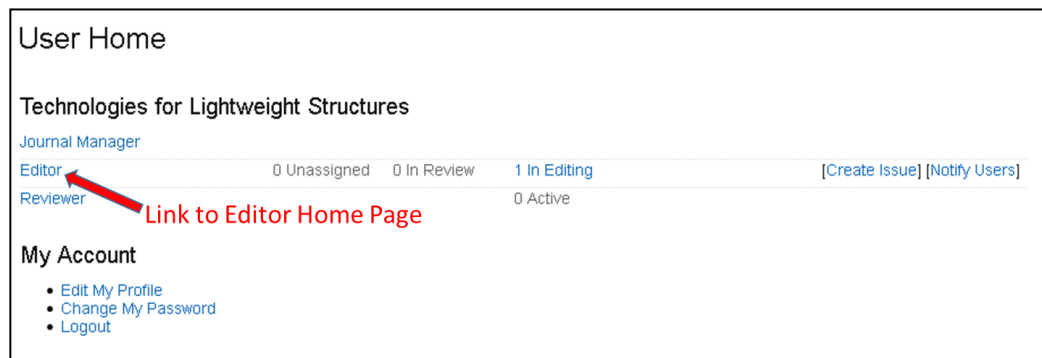 User Home
Technologies for Lightweight Structures
Journal Manager
Editor 0 Unassigned 0 In Review 1 In Editing [Create Issue] [Notify Users]
Reviewer 0 Active
Link to Editor Home Page
My Account
• Edit My Profile
• Change My Password
• Logout